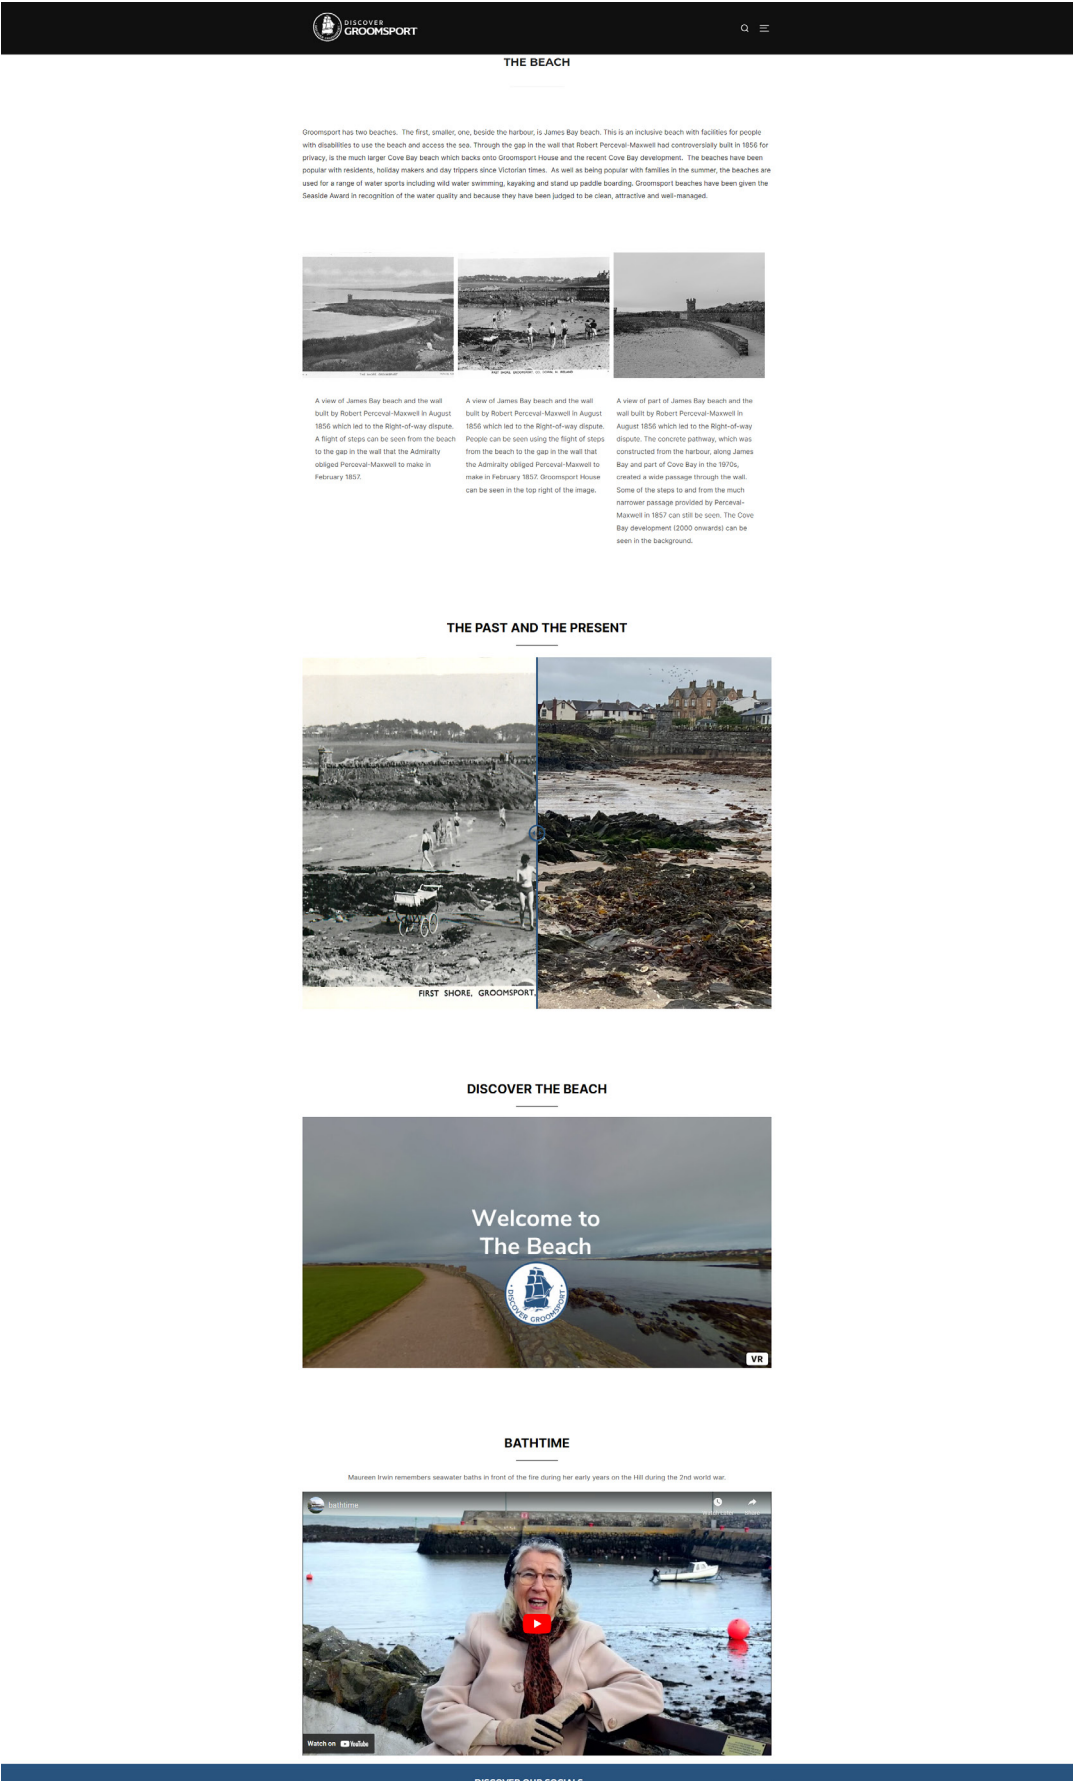 DISCOVER
GROOMSPORT
THE BEACH
Groomsport has two beaches. The first, smaller, one, beside the harbour, is James Bay beach. This is an inclusive beach with facilities for people
with disabilities to use the beach and access the sea. Through the gap in the wall that Robert Perceval-Maxwell had controversially built in 1856 for
privacy, is the much larger Cove Bay beach which backs onto Groomsport House and the recent Cove Bay development. The beaches have been
popular with residents, holiday makers and day trippers since Victorian times. As well as being popular with families in the summer, the beaches are
used for a range of water sports including wild water swimming, kayaking and stand up paddle boarding. Groomsport beaches have been given the
Seaside Award in recognition of the water quality and because they have been judged to be clean, attractive and well-managed.
FIRST SHORE, GROOMSPORT, CO. DOWN, N. IRELAND
A view of James Bay beach and the wall
built by Robert Perceval-Maxwell in August
1856 which led to the Right-of-way dispute.
A flight of steps can be seen from the beach
to the gap in the wall that the Admiralty
obliged Perceval-Maxwell to make in
February 1857.
A view of James Bay beach and the wall
built by Robert Perceval-Maxwell in August
1856 which led to the Right-of-way dispute.
People can be seen using the flight of steps
from the beach to the gap in the wall that
the Admiralty obliged Perceval-Maxwell to
make in February 1857. Groomsport House
can be seen in the top right of the image.
A view of part of James Bay beach and the
wall built by Robert Perceval-Maxwell in
August 1856 which led to the Right-of-way
dispute. The concrete pathway, which was
constructed from the harbour, along James
Bay and part of Cove Bay in the 1970s,
created a wide passage through the wall.
Some of the steps to and from the much
narrower passage provided by Perceval-
Maxwell in 1857 can still be seen. The Cove
Bay development (2000 onwards) can be
seen in the background.
THE PAST AND THE PRESENT
FIRST SHORE, GROOMSPORT,
DISCOVER THE BEACH
Welcome to
The Beach
DISCOVER GROOMSPORT
VR
BATHTIME
Maureen Irwin remembers seawater baths in front of the fire during her early years on the Hill during the 2nd world war.
bathtime
Watch on YouTube
DISCOVER OUR SOCIALS